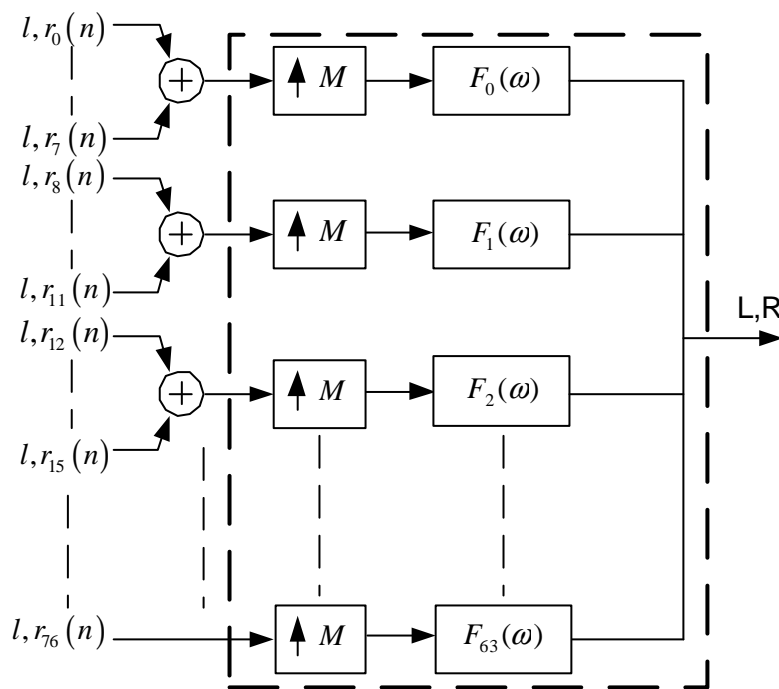 l,r₀(n)
↑ M
F₀(ω)
l,r₇(n)
l,r₈(n)
↑ M
F₁(ω)
l,r₁₁(n)
L,R
l,r₁₂(n)
↑ M
F₂(ω)
l,r₁₅(n)
l,r₇₆(n)
↑ M
F₆₃(ω)